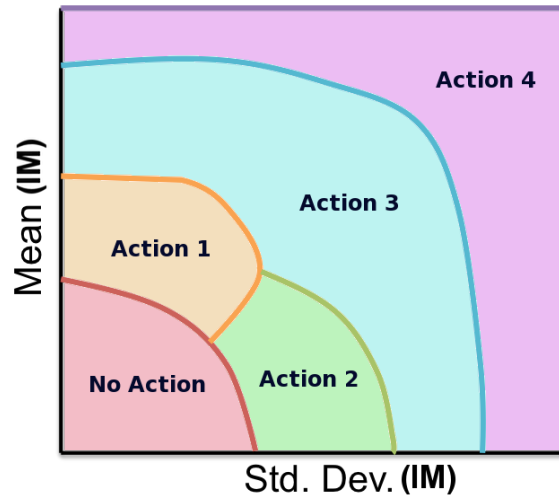 Action 4
Action 3
Action 1
Action 2
No Action
Mean (IM)
Std. Dev. (IM)